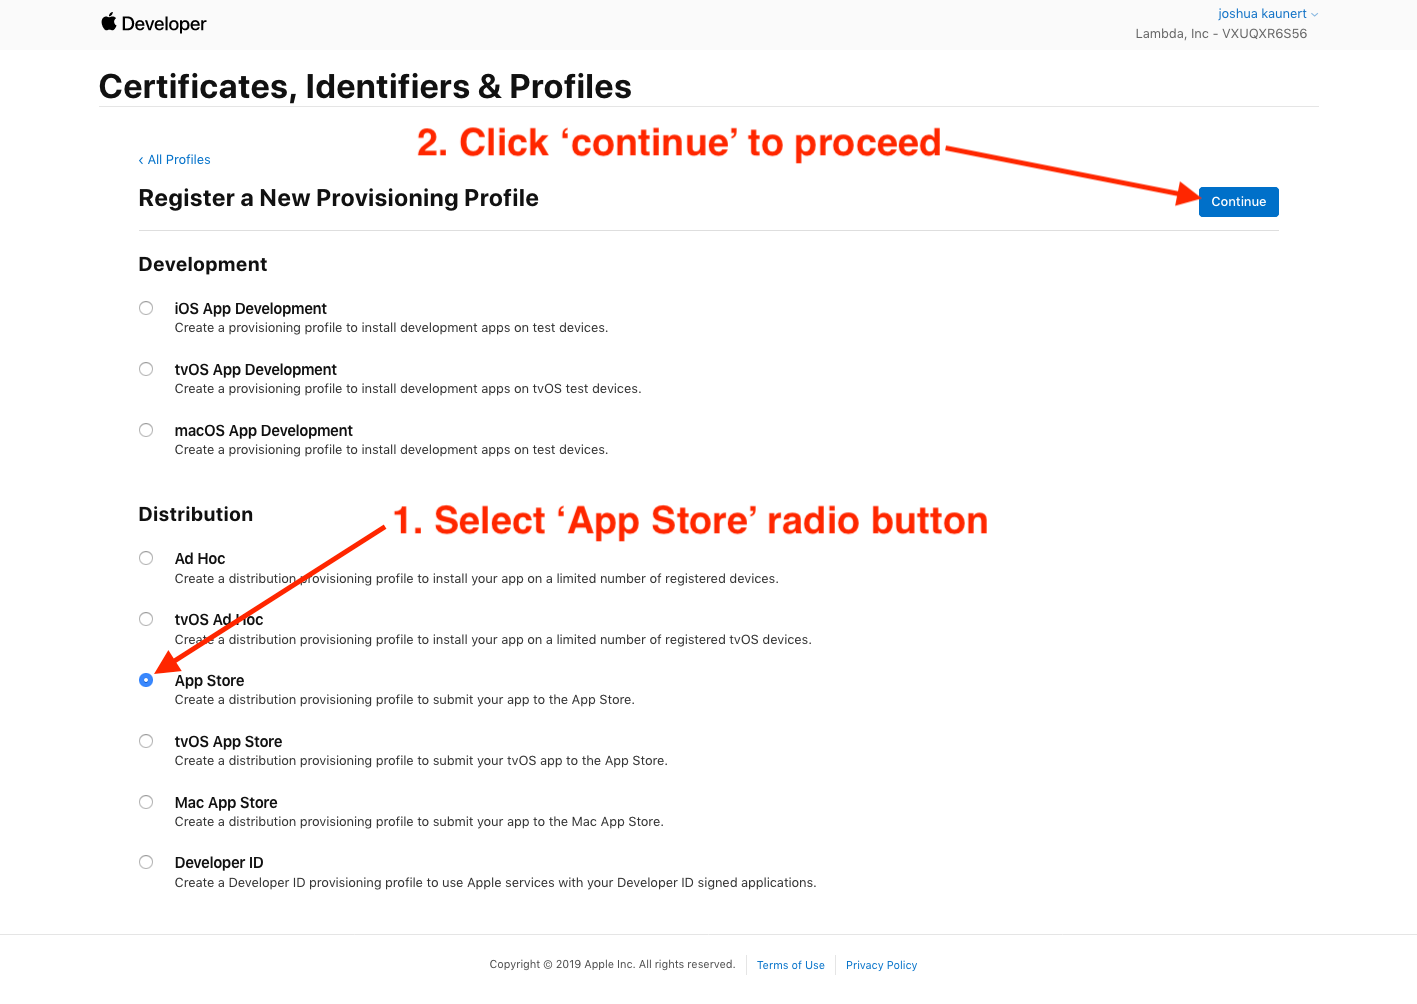 Developer
joshua kaunert
Lambda, Inc - VXUQXR6S56
Certificates, Identifiers & Profiles
2. Click ‘continue’ to proceed
‹ All Profiles
Register a New Provisioning Profile
Continue
Development
iOS App Development
Create a provisioning profile to install development apps on test devices.
tvOS App Development
Create a provisioning profile to install development apps on tvOS test devices.
macOS App Development
Create a provisioning profile to install development apps on test devices.
Distribution
1. Select ‘App Store’ radio button
Ad Hoc
Create a distribution provisioning profile to install your app on a limited number of registered devices.
tvOS Ad Hoc
Create a distribution provisioning profile to install your app on a limited number of registered tvOS devices.
App Store
Create a distribution provisioning profile to submit your app to the App Store.
tvOS App Store
Create a distribution provisioning profile to submit your tvOS app to the App Store.
Mac App Store
Create a distribution provisioning profile to submit your app to the Mac App Store.
Developer ID
Create a Developer ID provisioning profile to use Apple services with your Developer ID signed applications.
Copyright © 2019 Apple Inc. All rights reserved. Terms of Use Privacy Policy